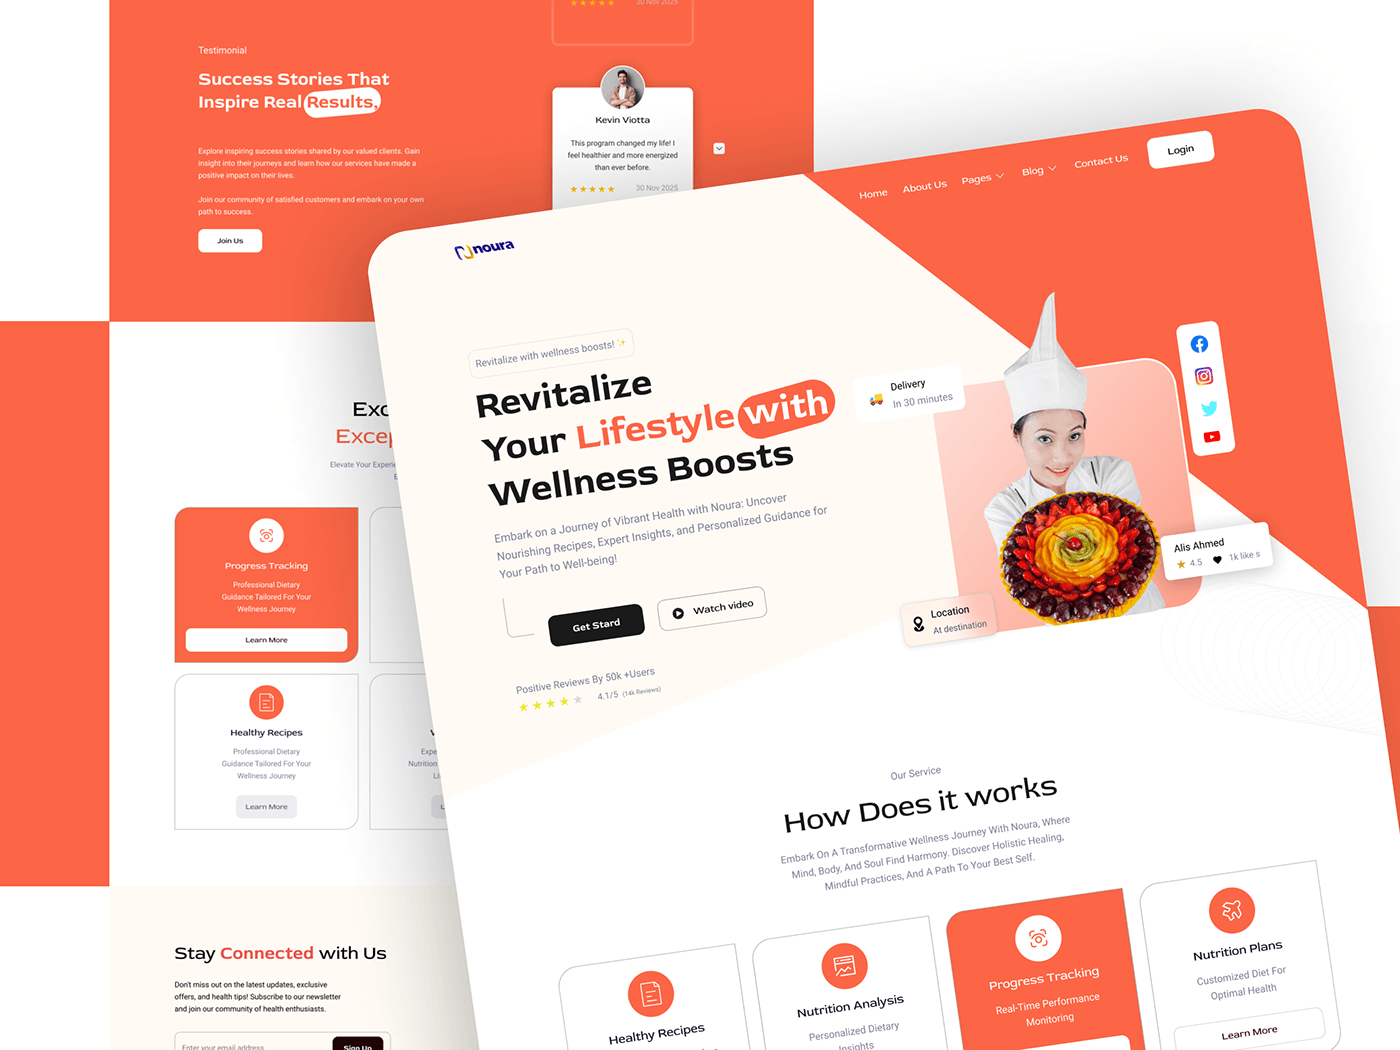 30 Nov 2025
Testimonial
Success Stories That
Inspire Real Results,
Explore inspiring success stories shared by our valued clients. Gain
insight into their journeys and learn how our services have made a
positive impact on their lives.
Join our community of satisfied customers and embark on your own
path to success.
Join Us
Kevin Viotta
This program changed my life! I
feel healthier and more energized
than ever before.
30 Nov 2025
Elevate Your
Progress Tracking
Professional Dietary
Guidance Tailored For Your
Wellness Journey
Learn More
Healthy Recipes
Professional Dietary
Guidance Tailored For Your
Wellness Journey
Learn More
Nutrition
Stay Connected with Us
Don't miss out on the latest updates, exclusive
offers, and health tips! Subscribe to our newsletter
and join our community of health enthusiasts.
Enter your email address
Sign Up
noura
Home
About Us
Pages
Blog
Contact Us
Login
Revitalize with wellness boosts!
Revitalize
Your Lifestyle with
Wellness Boosts
Embark on a Journey of Vibrant Health with Noura: Uncover
Nourishing Recipes, Expert Insights, and Personalized Guidance for
Your Path to Well-being!
Get Stard
Watch video
Positive Reviews By 50k +Users
4.1/5 (14k Reviews)
Delivery
In 30 minutes
Alis Ahmed
4.5 1k like s
Location
At destination
Our Service
How Does it works
Embark On A Transformative Wellness Journey With Noura, Where
Mind, Body, And Soul Find Harmony. Discover Holistic Healing,
Mindful Practices, And A Path To Your Best Self.
Healthy Recipes
Nutrition Analysis
Personalized Dietary
Insights
Progress Tracking
Real-Time Performance
Monitoring
Nutrition Plans
Customized Diet For
Optimal Health
Learn More